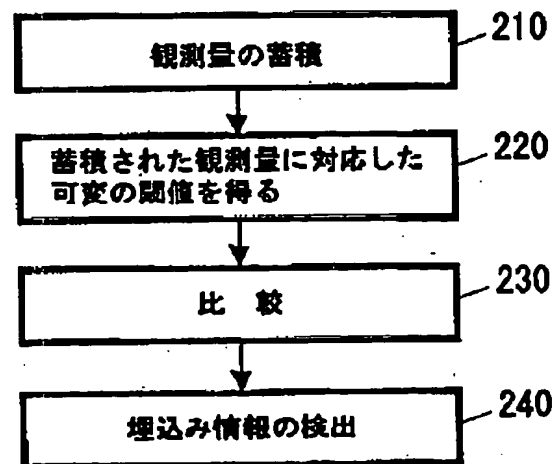 観測量の蓄積
210
蓄積された観測量に対応した
可変の閾値を得る
220
比 較
230
埋込み情報の検出
240